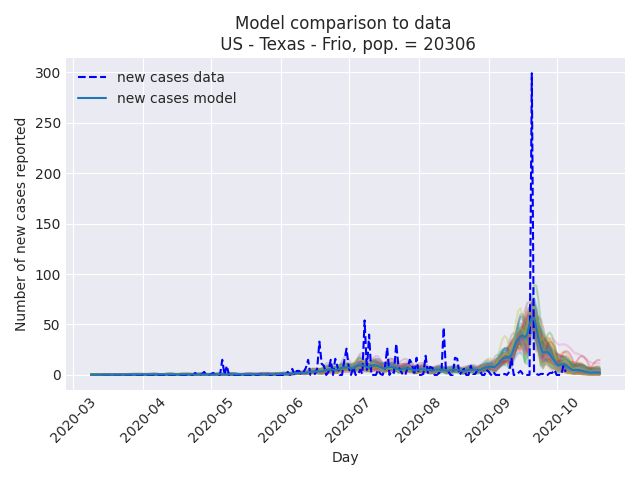 Model comparison to data
US - Texas - Frio, pop. = 20306
new cases data
new cases model
Number of new cases reported
300
250
200
150
100
50
0
2020-03
2020-04
2020-05
2020-06
2020-07
2020-08
2020-09
2020-10
Day